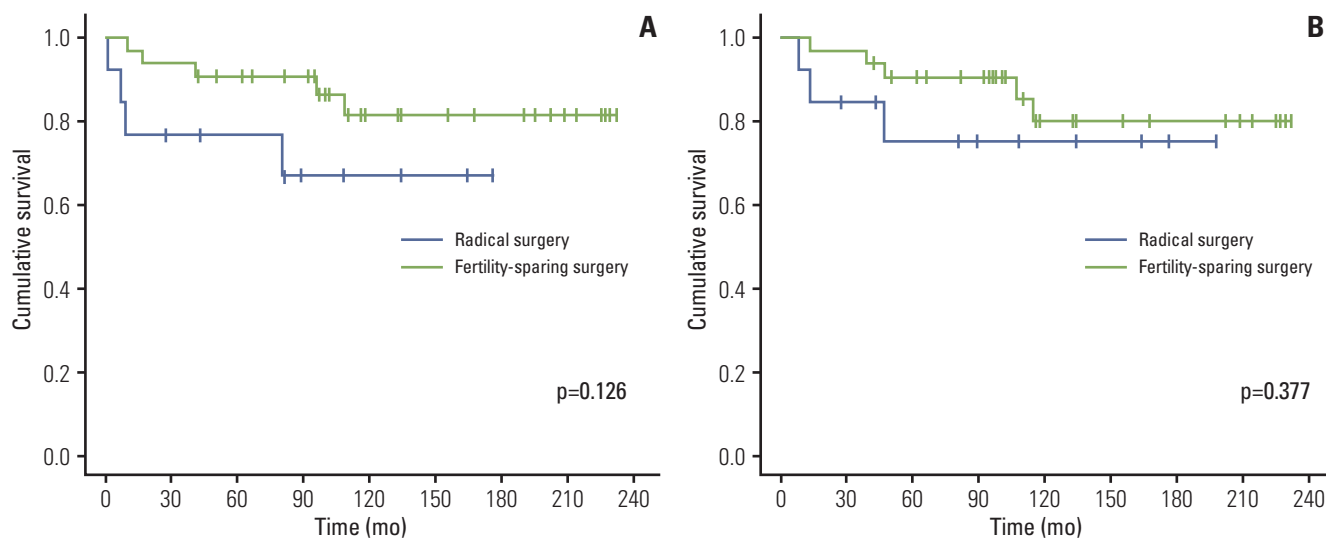 A
Cumulative survival
1.0
0.8
0.6
0.4
0.2
0.0
Radical surgery
Fertility-sparing surgery
p=0.126
0 30 60 90 120 150 180 210 240
Time (mo)
B
Cumulative survival
1.0
0.8
0.6
0.4
0.2
0.0
Radical surgery
Fertility-sparing surgery
p=0.377
0 30 60 90 120 150 180 210 240
Time (mo)